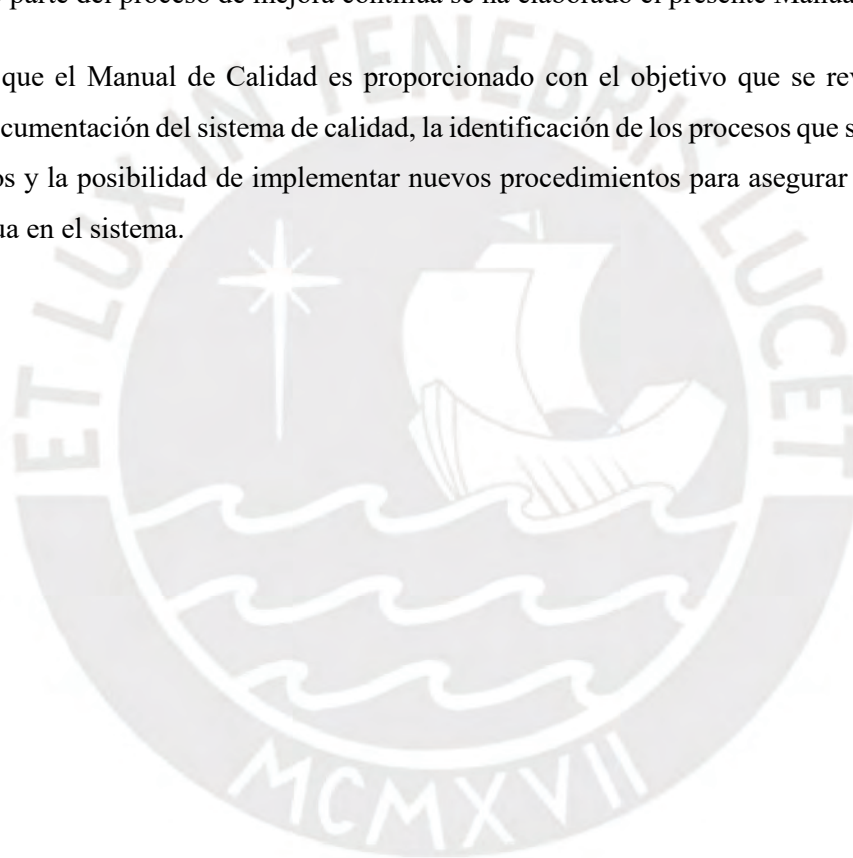 parte del proceso de mejora continua se ha elaborado el presente Manua
que el Manual de Calidad es proporcionado con el objetivo que se rev
cumentación del sistema de calidad, la identificación de los procesos que s
os y la posibilidad de implementar nuevos procedimientos para asegurar
ua en el sistema.
ET LUX IN TENEBRIS LUCET
MCMXVII